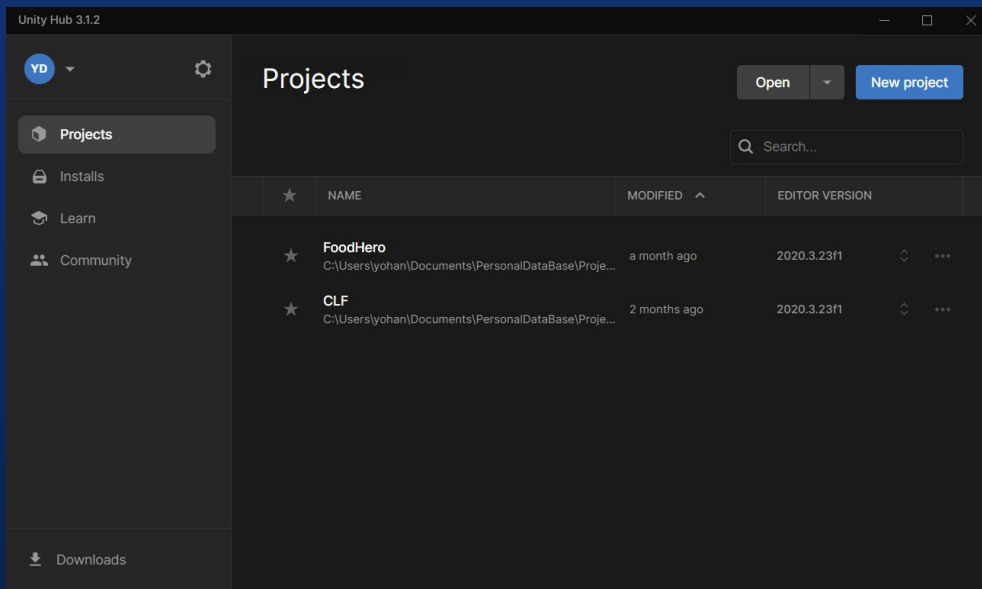 Unity Hub 3.1.2
YD
Projects
Open
New project
Projects
Search...
Installs
Learn
Community
NAME MODIFIED EDITOR VERSION
FoodHero
C:\Users\yohan\Documents\PersonalDataBase\Proje...
a month ago 2020.3.23f1
CLF
C:\Users\yohan\Documents\PersonalDataBase\Proje...
2 months ago 2020.3.23f1
Downloads